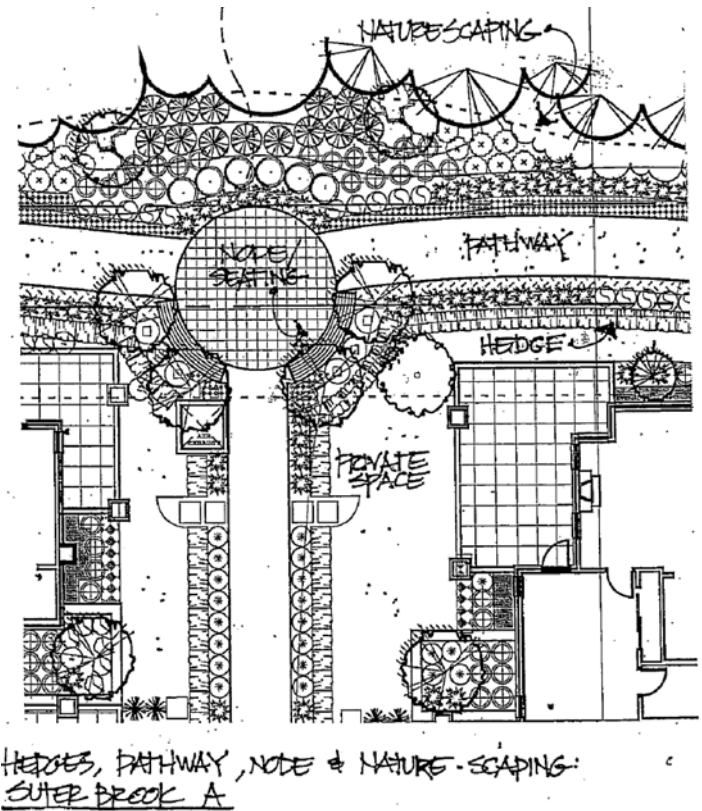 NATURESCAPING
NODE/
SEATING
PATHWAY
HEDGE
PRIVATE
SPACE
HEDGES, PATHWAY, NODE & NATURE-SCAPING:
SUTER BROOK A